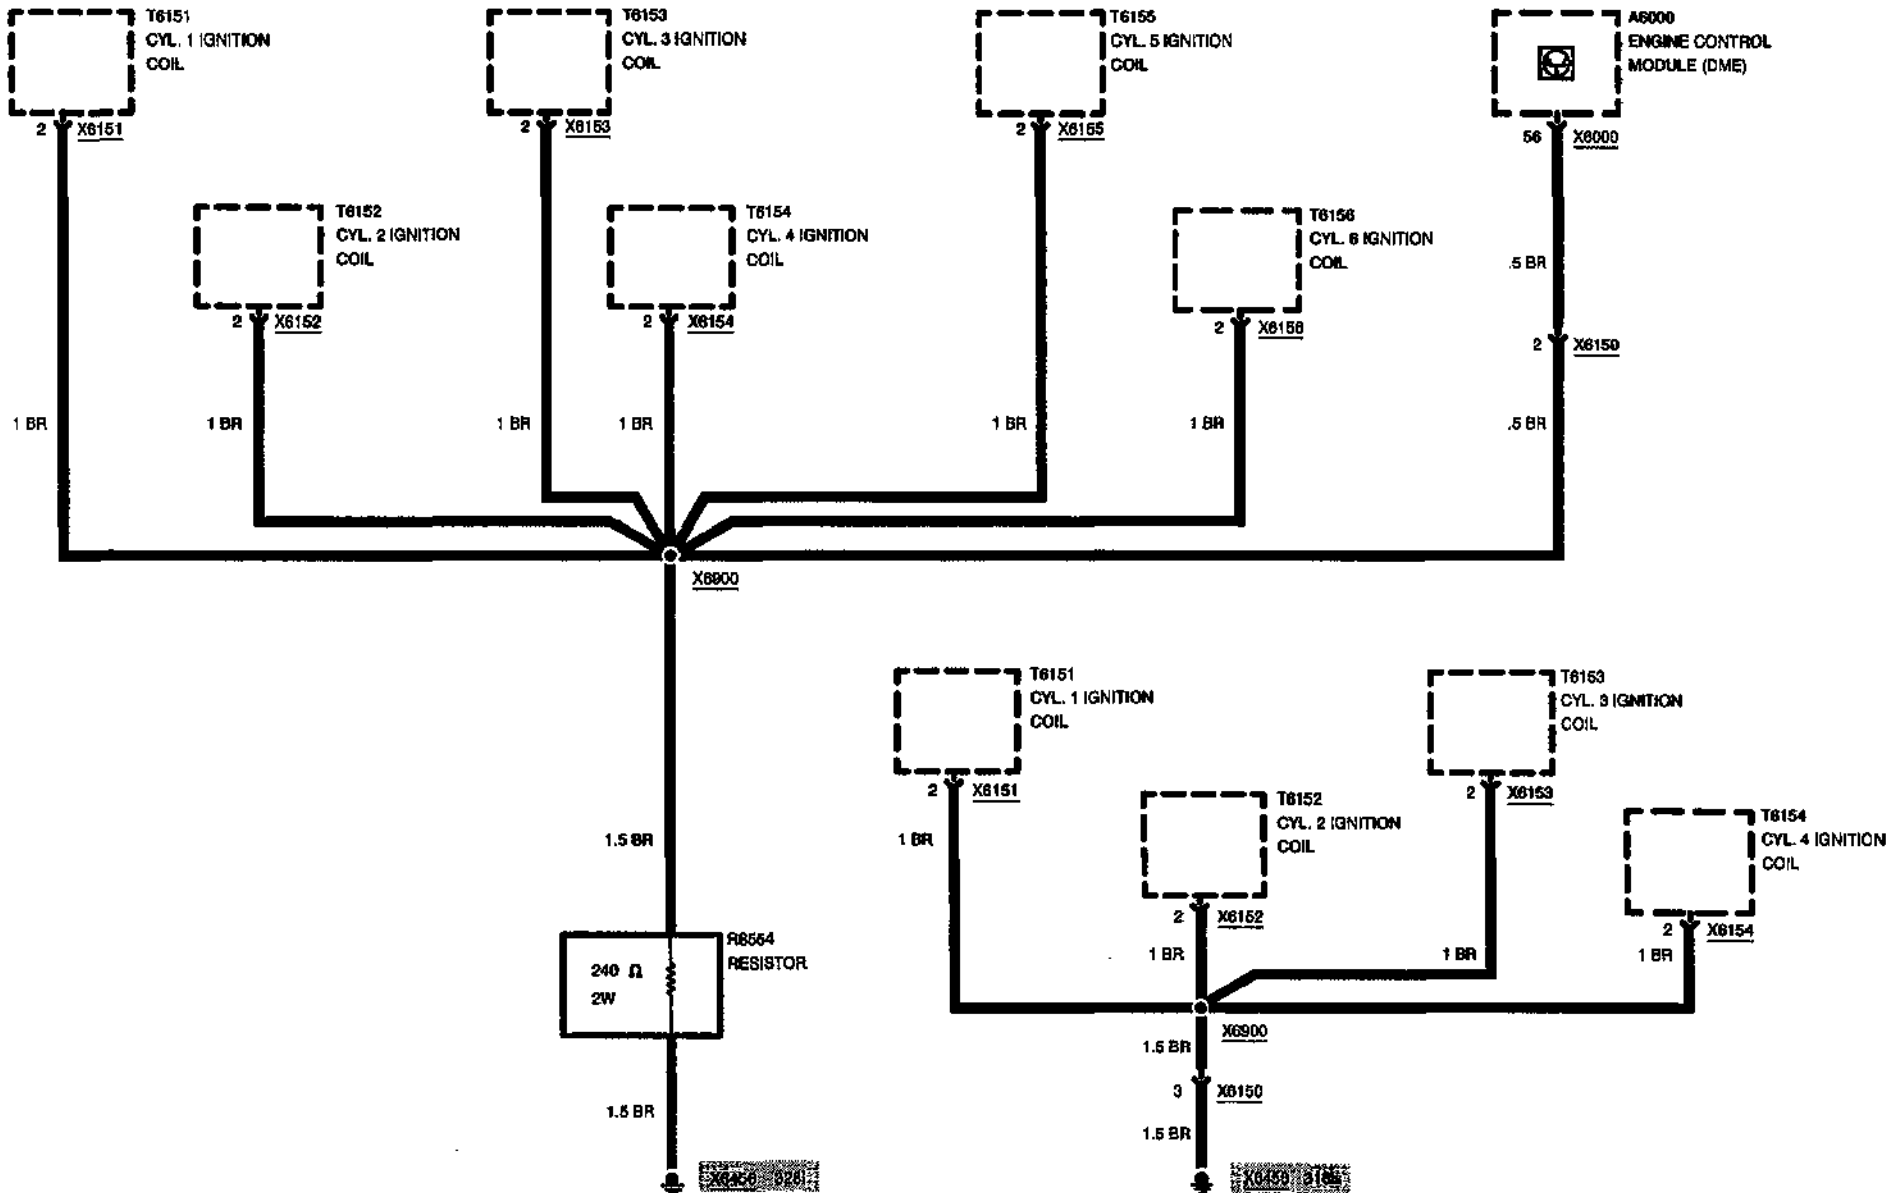 T6151
CYL. 1 IGNITION
COIL
2 X6151
T6153
CYL. 3 IGNITION
COIL
2 X6153
T6155
CYL. 5 IGNITION
COIL
2 X6155
A6000
ENGINE CONTROL
MODULE (DME)
56 X6000
T6152
CYL. 2 IGNITION
COIL
2 X6152
T6154
CYL. 4 IGNITION
COIL
2 X6154
T6156
CYL. 6 IGNITION
COIL
2 X6156
.5 BR
2 X6150
1 BR
1 BR
1 BR
1 BR
1 BR
1 BR
.5 BR
X6900
T6151
CYL. 1 IGNITION
COIL
2 X6151
1 BR
T6153
CYL. 3 IGNITION
COIL
2 X6153
T6152
CYL. 2 IGNITION
COIL
2 X6152
T6154
CYL. 4 IGNITION
COIL
2 X6154
1 BR
1 BR
1 BR
1.5 BR
R6554
RESISTOR
240 Ω
2W
X6900
1.5 BR
3 X6150
1.5 BR
1.5 BR
X6456 328i
X6459